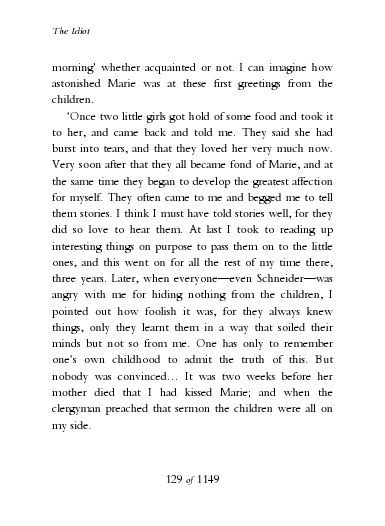 The Idiot
morning' whether acquainted or not. I can imagine how
astonished Marie was at these first greetings from the
children.
'Once two little girls got hold of some food and took it
to her, and came back and told me. They said she had
burst into tears, and that they loved her very much now.
Very soon after that they all became fond of Marie, and at
the same time they began to develop the greatest affection
for myself. They often came to me and begged me to tell
them stories. I think I must have told stories well, for they
did so love to hear them. At last I took to reading up
interesting things on purpose to pass them on to the little
ones, and this went on for all the rest of my time there,
three years. Later, when everyone—even Schneider—was
angry with me for hiding nothing from the children, I
pointed out how foolish it was, for they always knew
things, only they learnt them in a way that soiled their
minds but not so from me. One has only to remember
one's own childhood to admit the truth of this. But
nobody was convinced... It was two weeks before her
mother died that I had kissed Marie; and when the
clergyman preached that sermon the children were all on
my side.
129 of 1149